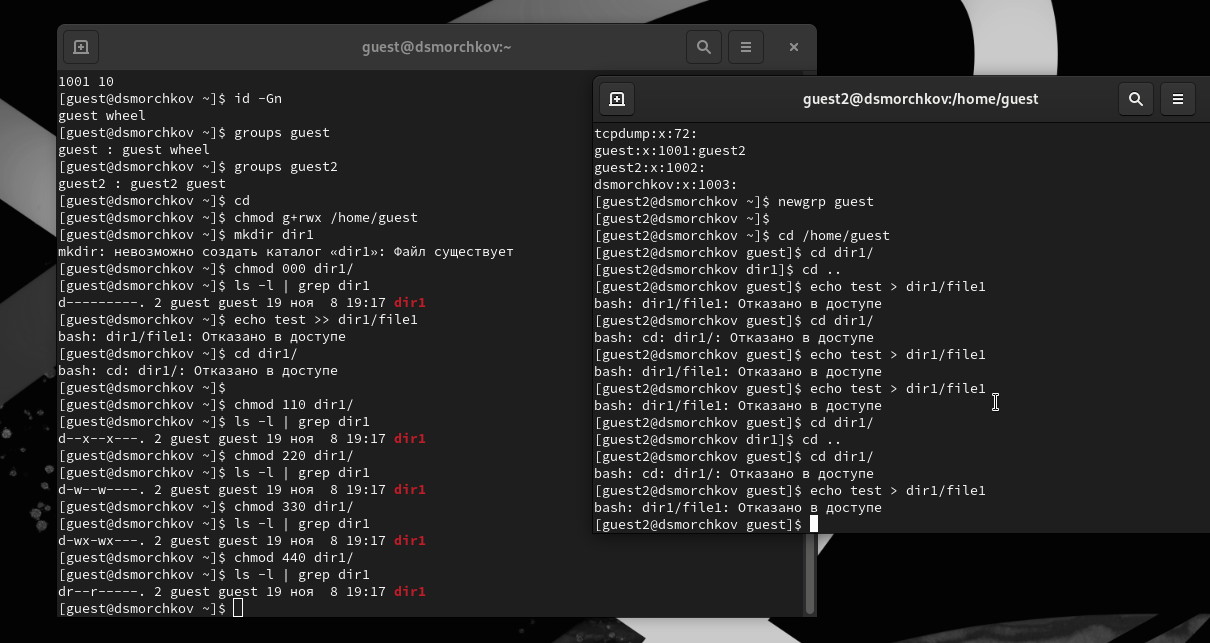 guest@dsmorchkov:~
1001 10
[guest@dsmorchkov ~]$ id -Gn
guest wheel
[guest@dsmorchkov ~]$ groups guest
guest : guest wheel
[guest@dsmorchkov ~]$ groups guest2
guest2 : guest2 guest
[guest@dsmorchkov ~]$ cd
[guest@dsmorchkov ~]$ chmod g+rwx /home/guest
[guest@dsmorchkov ~]$ mkdir dir1
mkdir: невозможно создать каталог «dir1»: Файл существует
[guest@dsmorchkov ~]$ chmod 000 dir1/
[guest@dsmorchkov ~]$ ls -l | grep dir1
d---------. 2 guest guest 19 ноя  8 19:17 dir1
[guest@dsmorchkov ~]$ echo test >> dir1/file1
bash: dir1/file1: Отказано в доступе
[guest@dsmorchkov ~]$ cd dir1/
bash: cd: dir1/: Отказано в доступе
[guest@dsmorchkov ~]$
[guest@dsmorchkov ~]$ chmod 110 dir1/
[guest@dsmorchkov ~]$ ls -l | grep dir1
d--x--x---. 2 guest guest 19 ноя  8 19:17 dir1
[guest@dsmorchkov ~]$ chmod 220 dir1/
[guest@dsmorchkov ~]$ ls -l | grep dir1
d-w--w----. 2 guest guest 19 ноя  8 19:17 dir1
[guest@dsmorchkov ~]$ chmod 330 dir1/
[guest@dsmorchkov ~]$ ls -l | grep dir1
d-wx-wx---. 2 guest guest 19 ноя  8 19:17 dir1
[guest@dsmorchkov ~]$ chmod 440 dir1/
[guest@dsmorchkov ~]$ ls -l | grep dir1
dr--r-----. 2 guest guest 19 ноя  8 19:17 dir1
[guest@dsmorchkov ~]$
guest2@dsmorchkov:/home/guest
tcpdump:x:72:
guest:x:1001:guest2
guest2:x:1002:
dsmorchkov:x:1003:
[guest2@dsmorchkov ~]$ newgrp guest
[guest2@dsmorchkov ~]$
[guest2@dsmorchkov ~]$ cd /home/guest
[guest2@dsmorchkov guest]$ cd dir1/
[guest2@dsmorchkov dir1]$ cd ..
[guest2@dsmorchkov guest]$ echo test > dir1/file1
bash: dir1/file1: Отказано в доступе
[guest2@dsmorchkov guest]$ cd dir1/
bash: cd: dir1/: Отказано в доступе
[guest2@dsmorchkov guest]$ echo test > dir1/file1
bash: dir1/file1: Отказано в доступе
[guest2@dsmorchkov guest]$ echo test > dir1/file1
bash: dir1/file1: Отказано в доступе
[guest2@dsmorchkov guest]$ cd dir1/
[guest2@dsmorchkov dir1]$ cd ..
[guest2@dsmorchkov guest]$ cd dir1/
bash: cd: dir1/: Отказано в доступе
[guest2@dsmorchkov guest]$ echo test > dir1/file1
bash: dir1/file1: Отказано в доступе
[guest2@dsmorchkov guest]$